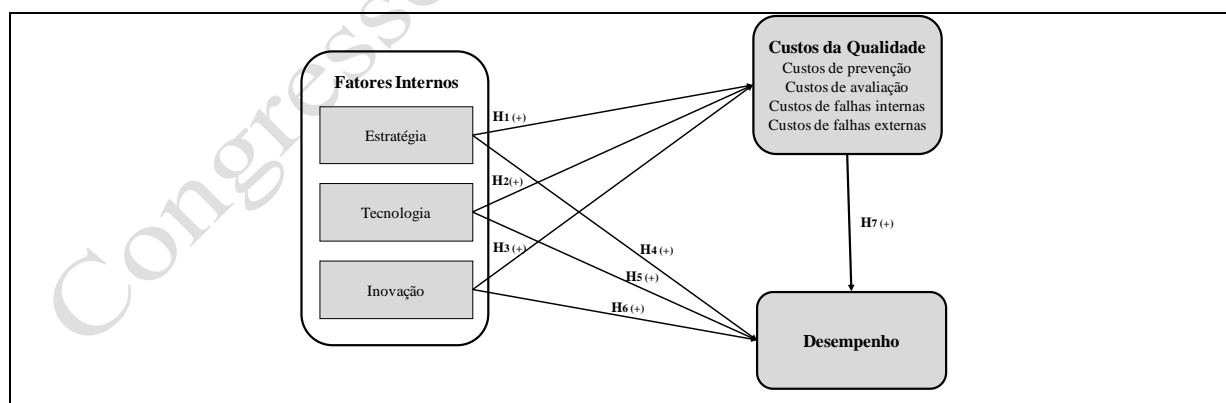 Congresso
Fatores Internos
Estratégia
Tecnologia
Inovação
H1 (+)
H2(+)
H3 (+)
H4 (+)
H5 (+)
H6 (+)
Custos da Qualidade
Custos de prevenção
Custos de avaliação
Custos de falhas internas
Custos de falhas externas
H7 (+)
Desempenho